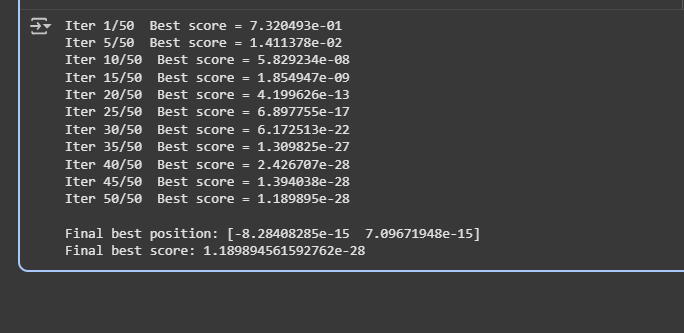 Iter 1/50  Best score = 7.320493e-01
Iter 5/50  Best score = 1.411378e-02
Iter 10/50  Best score = 5.829234e-08
Iter 15/50  Best score = 1.854947e-09
Iter 20/50  Best score = 4.199626e-13
Iter 25/50  Best score = 6.897755e-17
Iter 30/50  Best score = 6.172513e-22
Iter 35/50  Best score = 1.309825e-27
Iter 40/50  Best score = 2.426707e-28
Iter 45/50  Best score = 1.394038e-28
Iter 50/50  Best score = 1.189895e-28

Final best position: [-8.28408285e-15  7.09671948e-15]
Final best score: 1.189894561592762e-28